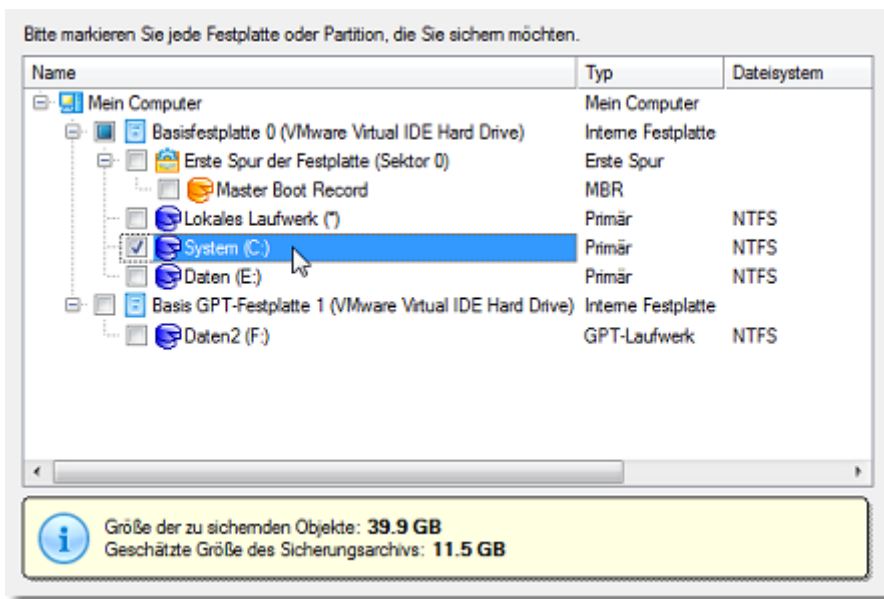 Bitte markieren Sie jede Festplatte oder Partition, die Sie sichern möchten.
Name Typ Dateisystem
Mein Computer Mein Computer
Basisfestplatte 0 (VMware Virtual IDE Hard Drive) Interne Festplatte
Erste Spur der Festplatte (Sektor 0) Erste Spur
Master Boot Record MBR
Lokales Laufwerk (*) Primär NTFS
System (C:) Primär NTFS
Daten (E:) Primär NTFS
Basis GPT-Festplatte 1 (VMware Virtual IDE Hard Drive) Interne Festplatte
Daten2 (F:) GPT-Laufwerk NTFS
Größe der zu sichernden Objekte: 39.9 GB
Geschätzte Größe des Sicherungsarchivs: 11.5 GB